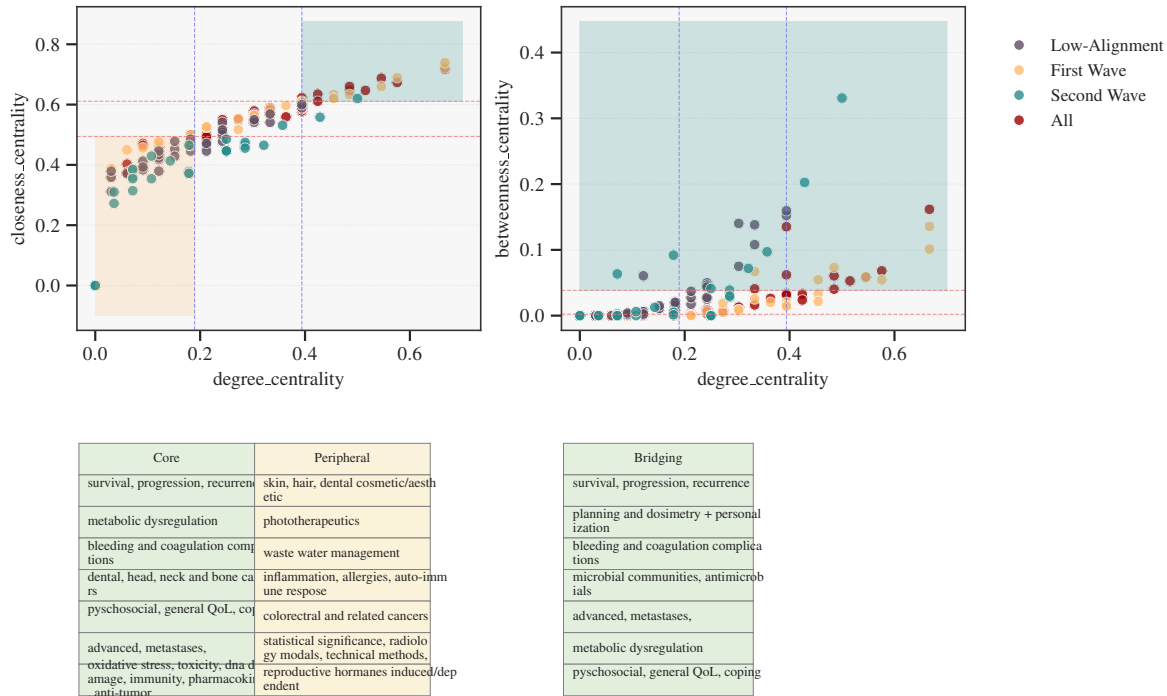 0.8
0.6
0.4
0.2
0.0
closeness_centrality
0.0 0.2 0.4 0.6
degree_centrality
0.4
0.3
0.2
0.1
0.0
betweenness_centrality
0.0 0.2 0.4 0.6
degree_centrality
Low-Alignment
First Wave
Second Wave
All
Core Peripheral
survival, progression, recurren skin, hair, dental cosmetic/aesth
etic
metabolic dysregulation phototherapeutics
bleeding and coagulation comp waste water management
tions
dental, head, neck and bone ca inflammation, allergies, auto-imm
rs une respose
pyschosocial, general QoL, co colorectral and related cancers
advanced, metastases, statistical significance, radiolo
gy modals, technical methods,
oxidative stress, toxicity, dna d reproductive hormanes induced/dep
amage, immunity, pharmacoki endent
, anti-tumor
Bridging
survival, progression, recurrence
planning and dosimetry + personal
ization
bleeding and coagulation complica
tions
microbial communities, antimicrob
ials
advanced, metastases,
metabolic dysregulation
pyschosocial, general QoL, coping